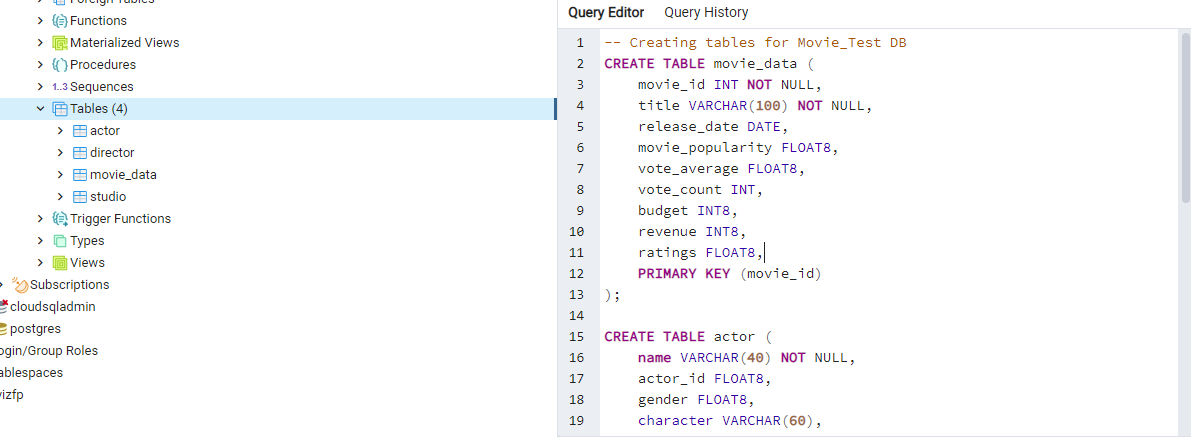 Foreign Tables
Functions
Materialized Views
Procedures
1..3 Sequences
Tables (4)
actor
director
movie_data
studio
Trigger Functions
Types
Views
Subscriptions
cloudsqladmin
postgres
ogin/Group Roles
ablespaces
izfp
Query Editor Query History
1 -- Creating tables for Movie_Test DB
2 CREATE TABLE movie_data (
3 movie_id INT NOT NULL,
4 title VARCHAR(100) NOT NULL,
5 release_date DATE,
6 movie_popularity FLOAT8,
7 vote_average FLOAT8,
8 vote_count INT,
9 budget INT8,
10 revenue INT8,
11 ratings FLOAT8,
12 PRIMARY KEY (movie_id)
13 );
14
15 CREATE TABLE actor (
16 name VARCHAR(40) NOT NULL,
17 actor_id FLOAT8,
18 gender FLOAT8,
19 character VARCHAR(60),